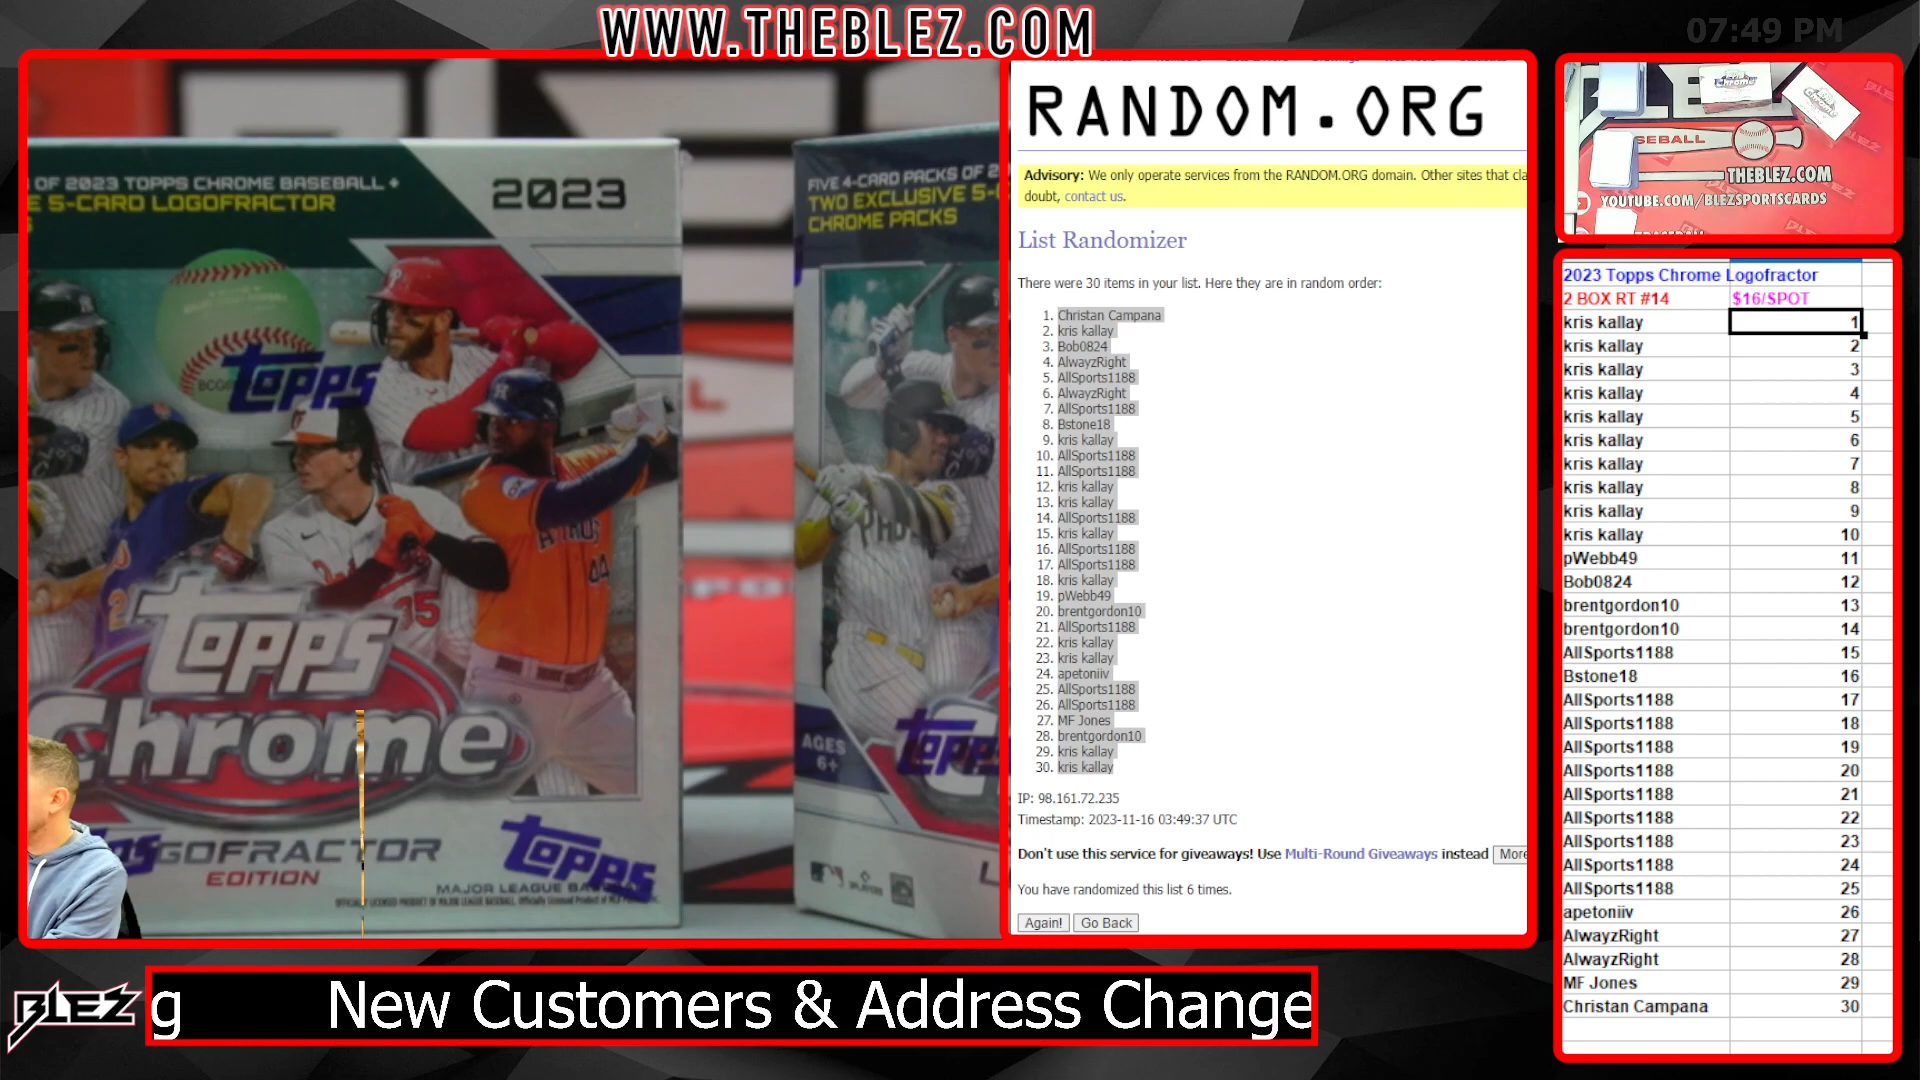 WWW.THEBLEZ.COM
07:49 PM
OF 2023 TOPPS CHROME BASEBALL +
E 5-CARD LOGOFRACTOR
2023
topps
topps
Chrome
LOGOFRACTOR
EDITION
topps
MAJOR LEAGUE
FIVE 4-CARD PACKS OF 2
TWO EXCLUSIVE 5-
CHROME PACKS
AGES
6+
RANDOM.ORG
Advisory: We only operate services from the RANDOM.ORG domain. Other sites that cla
doubt, contact us.
List Randomizer
There were 30 items in your list. Here they are in random order:
1. Christan Campana
2. kris kallay
3. Bob0824
4. AlwayzRight
5. AllSports1188
6. AlwayzRight
7. AllSports1188
8. Bstone18
9. kris kallay
10. AllSports1188
11. AllSports1188
12. kris kallay
13. kris kallay
14. AllSports1188
15. kris kallay
16. AllSports1188
17. AllSports1188
18. kris kallay
19. pWebb49
20. brentgordon10
21. AllSports1188
22. kris kallay
23. kris kallay
24. apetoniiv
25. AllSports1188
26. AllSports1188
27. MF Jones
28. brentgordon10
29. kris kallay
30. kris kallay
IP: 98.161.72.235
Timestamp: 2023-11-16 03:49:37 UTC
Don't use this service for giveaways! Use Multi-Round Giveaways instead More
You have randomized this list 6 times.
Again! Go Back
SEBALL
THEBLEZ.COM
YOUTUBE.COM/BLEZSPORTSCARDS
2023 Topps Chrome Logofractor
2 BOX RT #14 $16/SPOT
kris kallay 1
kris kallay 2
kris kallay 3
kris kallay 4
kris kallay 5
kris kallay 6
kris kallay 7
kris kallay 8
kris kallay 9
kris kallay 10
pWebb49 11
Bob0824 12
brentgordon10 13
brentgordon10 14
AllSports1188 15
Bstone18 16
AllSports1188 17
AllSports1188 18
AllSports1188 19
AllSports1188 20
AllSports1188 21
AllSports1188 22
AllSports1188 23
AllSports1188 24
AllSports1188 25
apetoniiv 26
AlwayzRight 27
AlwayzRight 28
MF Jones 29
Christan Campana 30
BLEZ
g New Customers & Address Change